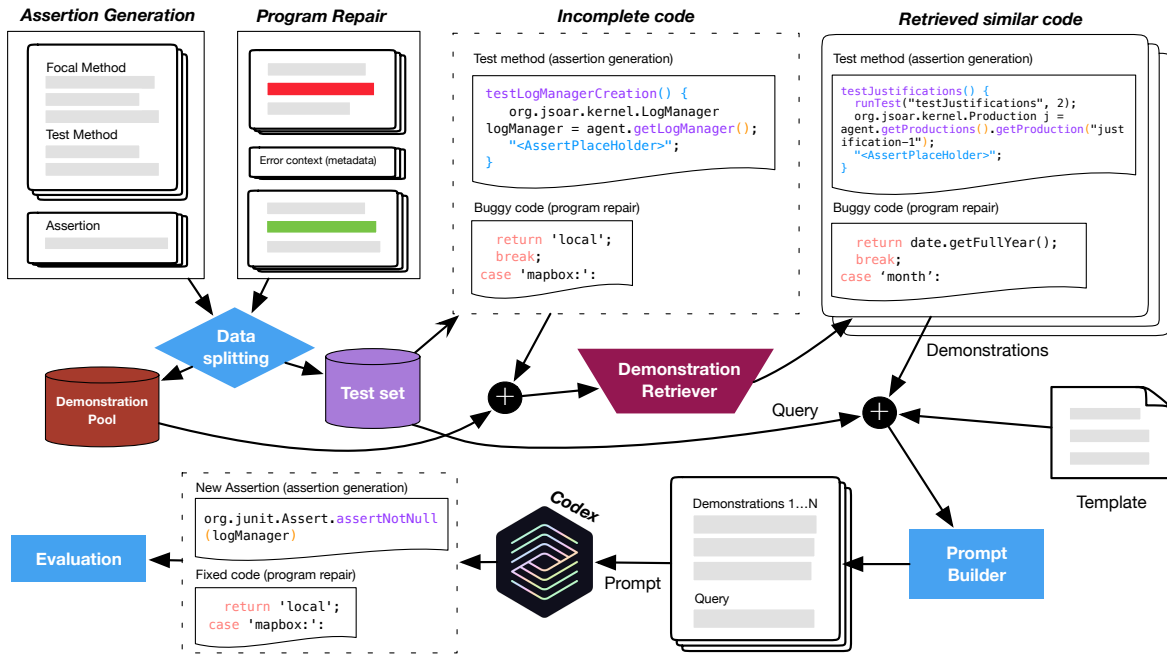 Assertion Generation
Program Repair
Incomplete code
Retrieved similar code
Focal Method
Test Method
Assertion
Error context (metadata)
Test method (assertion generation)
testLogManagerCreation() {
org.jsoar.kernel.LogManager
logManager = agent.getLogManager();
"<AssertPlaceHolder>";
}
Buggy code (program repair)
return 'local';
break;
case 'mapbox:':
Test method (assertion generation)
testJustifications() {
runTest("testJustifications", 2);
org.jsoar.kernel.Production j =
agent.getProductions().getProduction("just
ification-1");
"<AssertPlaceHolder>";
}
Buggy code (program repair)
return date.getFullYear();
break;
case ‘month’:
Data
splitting
Demonstration
Pool
Test set
Demonstration
Retriever
Demonstrations
Query
Template
New Assertion (assertion generation)
org.junit.Assert.assertNotNull
(logManager)
Fixed code (program repair)
return 'local';
case 'mapbox:':
Evaluation
Codex
Prompt
Demonstrations 1...N
Query
Prompt
Builder